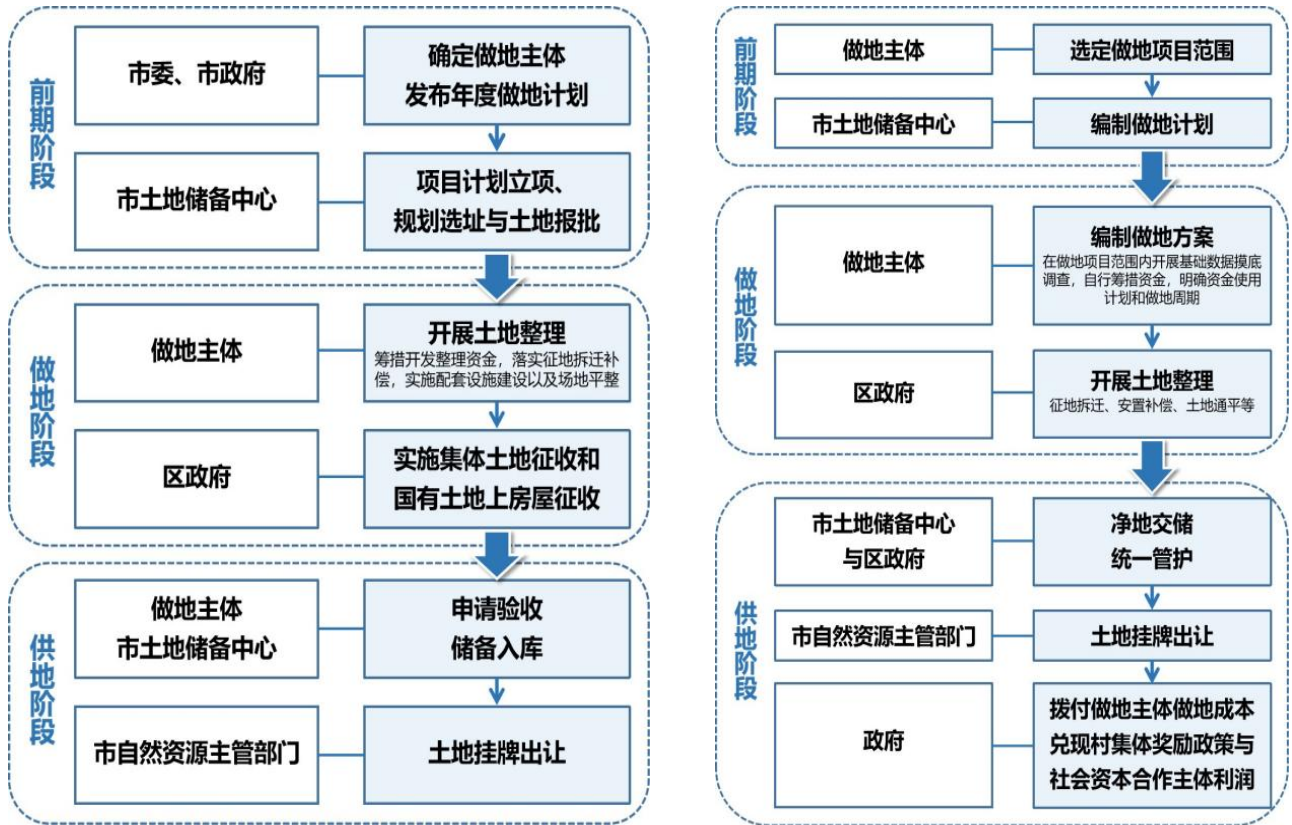 前期阶段
市委、市政府
确定做地主体
发布年度做地计划
市土地储备中心
项目计划立项、
规划选址与土地报批
做地阶段
做地主体
开展土地整理
筹措开发整理资金，落实征地拆迁补
偿，实施配套设施建设以及场地平整
区政府
实施集体土地征收和
国有土地上房屋征收
供地阶段
做地主体
市土地储备中心
申请验收
储备入库
市自然资源主管部门
土地挂牌出让
前期阶段
做地主体
选定做地项目范围
市土地储备中心
编制做地计划
做地阶段
做地主体
编制做地方案
在做地项目范围内开展基础数据摸底
调查，自行筹措资金，明确资金使用
计划和做地周期
区政府
开展土地整理
征地拆迁、安置补偿、土地通平等
供地阶段
市土地储备中心
与区政府
净地交储
统一管护
市自然资源主管部门
土地挂牌出让
政府
拨付做地主体做地成本
兑现村集体奖励政策与
社会资本合作主体利润